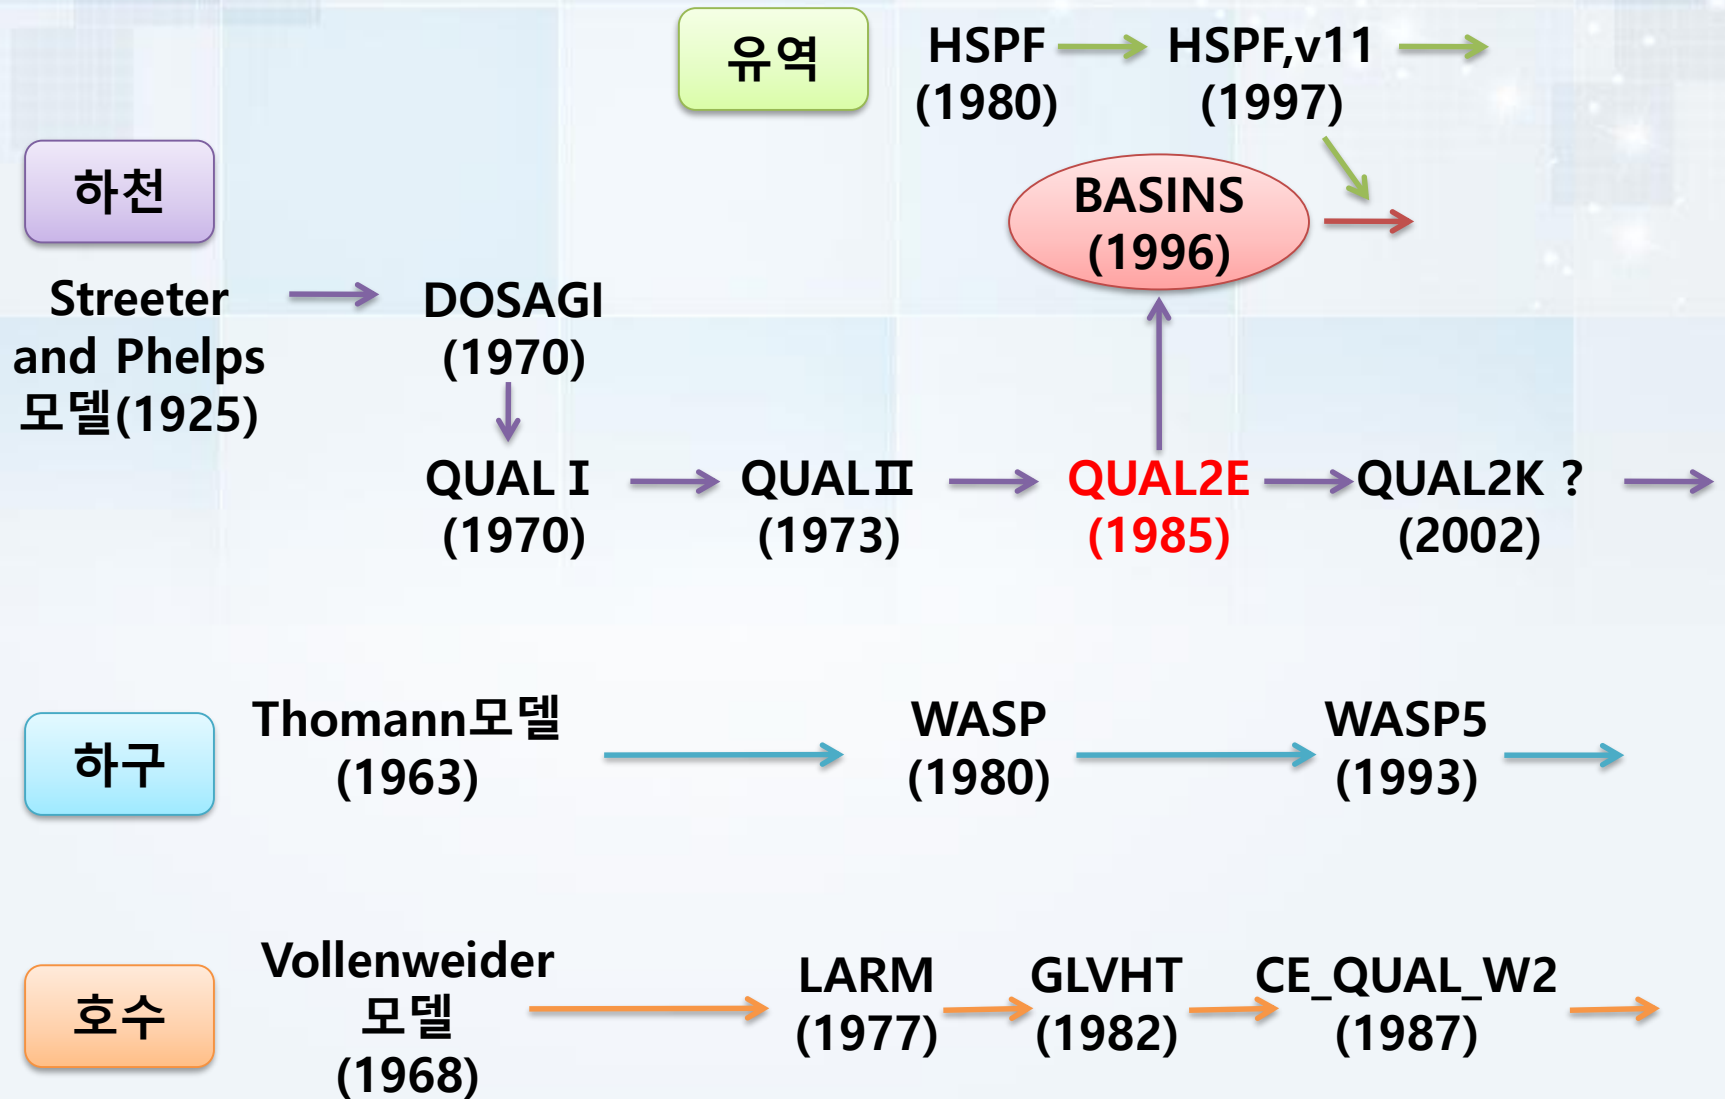 유역
HSPF
(1980)
HSPF,v11
(1997)
하천
BASINS
(1996)
Streeter
and Phelps
모델(1925)
DOSAGI
(1970)
QUALⅠ
(1970)
QUALⅡ
(1973)
QUAL2E
(1985)
QUAL2K ?
(2002)
하구
Thomann모델
(1963)
WASP
(1980)
WASP5
(1993)
호수
Vollenweider
모델
(1968)
LARM
(1977)
GLVHT
(1982)
CE_QUAL_W2
(1987)